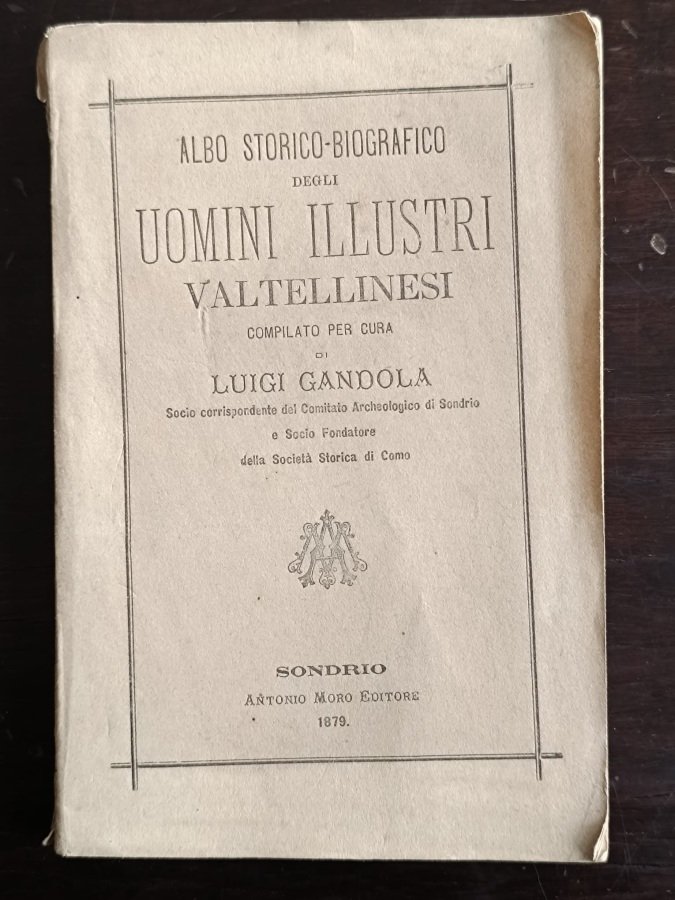 ALBO STORICO-BIOGRAFICO
DEGLI
UOMINI ILLUSTRI
VALTELLINESI
COMPILATO PER CURA
DI
LUIGI GANDOLA
Socio corrispondente del Comitato Archeologico di Sondrio
e Socio Fondatore
della Società Storica di Como
SONDRIO
ANTONIO MORO EDITORE
1879.